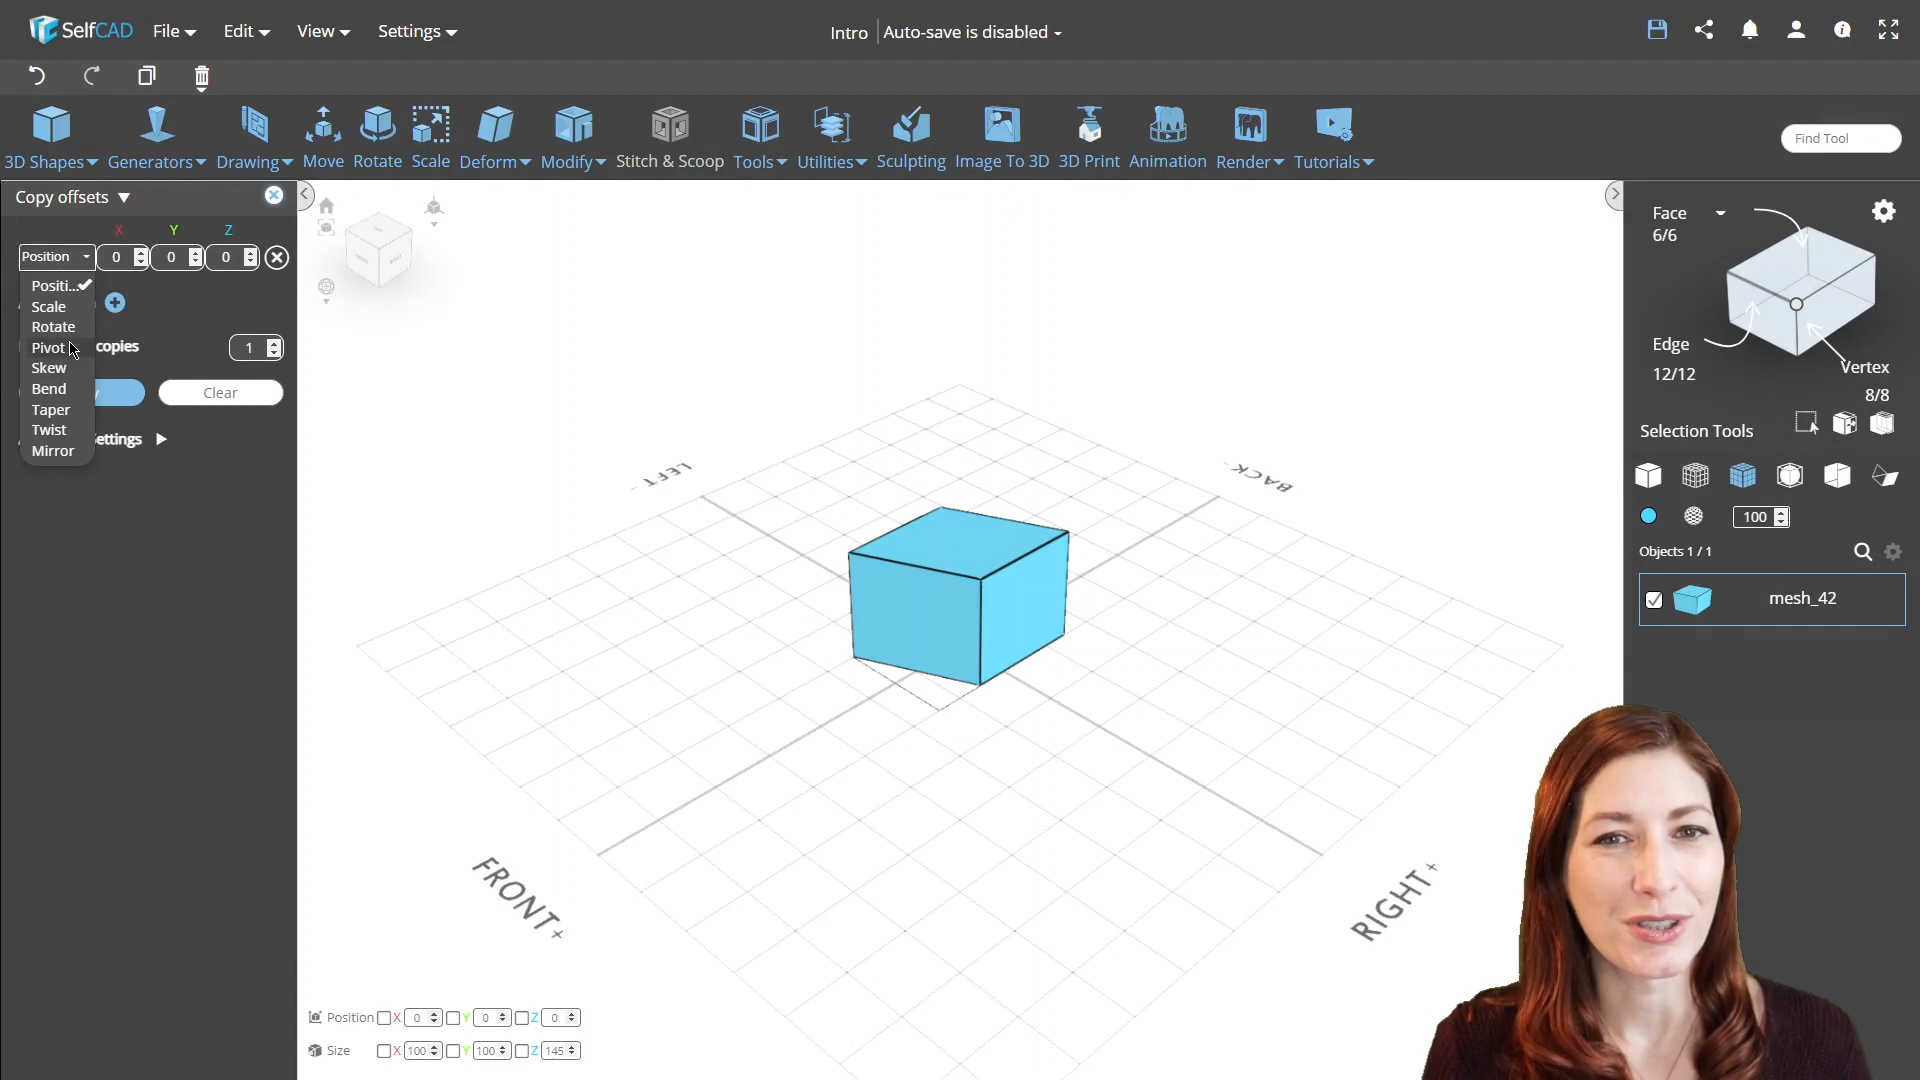 SelfCAD
File
Edit
View
Settings
Intro
Auto-save is disabled
3D Shapes
Generators
Drawing
Move
Rotate
Scale
Deform
Modify
Stitch & Scoop
Tools
Utilities
Sculpting
Image To 3D
3D Print
Animation
Render
Tutorials
Find Tool
Copy offsets
X Y Z
Position 0 0 0
Positi...
Scale
Rotate
Pivot
Skew
Bend
Taper
Twist
Mirror
copies 1
Clear
ettings
LEFT -
BACK -
FRONT+
RIGHT+
Position X 0 Y 0 Z 0
Size X 100 Y 100 Z 145
Face
6/6
Edge
12/12
Vertex
8/8
Selection Tools
100
Objects 1 / 1
mesh_42